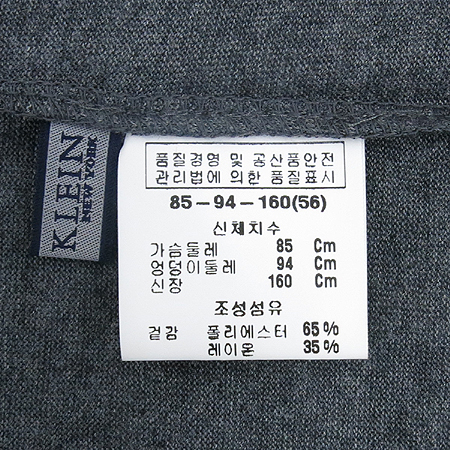 KLEIN
NEW YORK
품질경영 및 공산품안전
관리법에 의한 품질표시
85-94-160(56)
신체치수
가슴둘레 85 Cm
엉덩이둘레 94 Cm
신장 160 Cm
조성섬유
겉감 폴리에스터 65%
레이온 35%